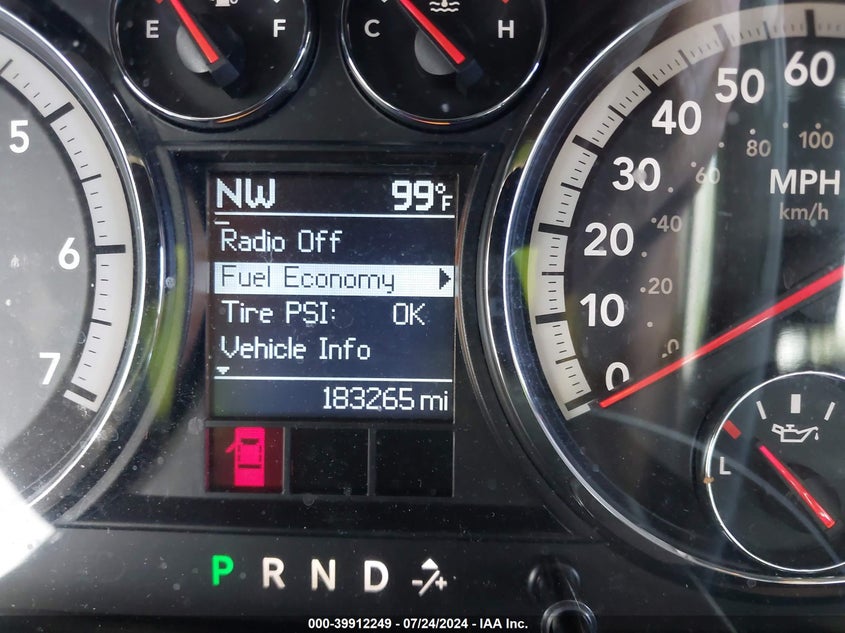 E F
C H
5
6
7
NW 99°F
Radio Off
Fuel Economy
Tire PSI: OK
Vehicle Info
183265 mi
60
50
40
30
20
10
0
100
80
60
40
20
0
MPH
km/h
L
P R N D -/+
000-39912249 - 07/24/2024 - IAA Inc.